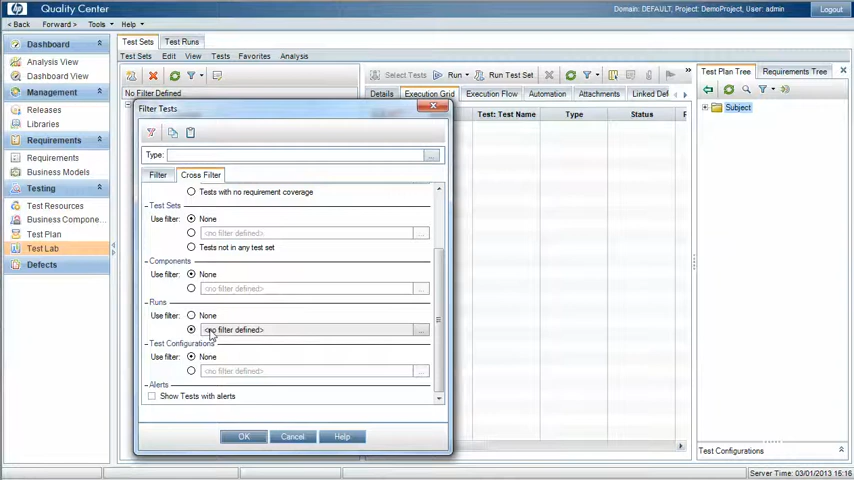 hp Quality Center
Domain: DEFAULT, Project: DemoProject, User: admin
Logout
< Back Forward > Tools Help
Dashboard
Analysis View
Dashboard View
Management
Releases
Libraries
Requirements
Requirements
Business Models
Testing
Test Resources
Business Compone...
Test Plan
Test Lab
Defects
Test Sets Test Runs
Test Sets Edit View Tests Favorites Analysis
No Filter Defined
Select Tests Run Run Test Set
Details Execution Grid Execution Flow Automation Attachments Linked Def
Test: Test Name Type Status
Test Plan Tree Requirements Tree
Subject
Test Configurations
Filter Tests
Type:
Filter Cross Filter
Tests with no requirement coverage
Test Sets
Use filter: None
<no filter defined>
Tests not in any test set
Components
Use filter: None
<no filter defined>
Runs
Use filter: None
<no filter defined>
Test Configurations
Use filter: None
<no filter defined>
Alerts
Show Tests with alerts
OK Cancel Help
Server Time: 03/01/2013 15:16